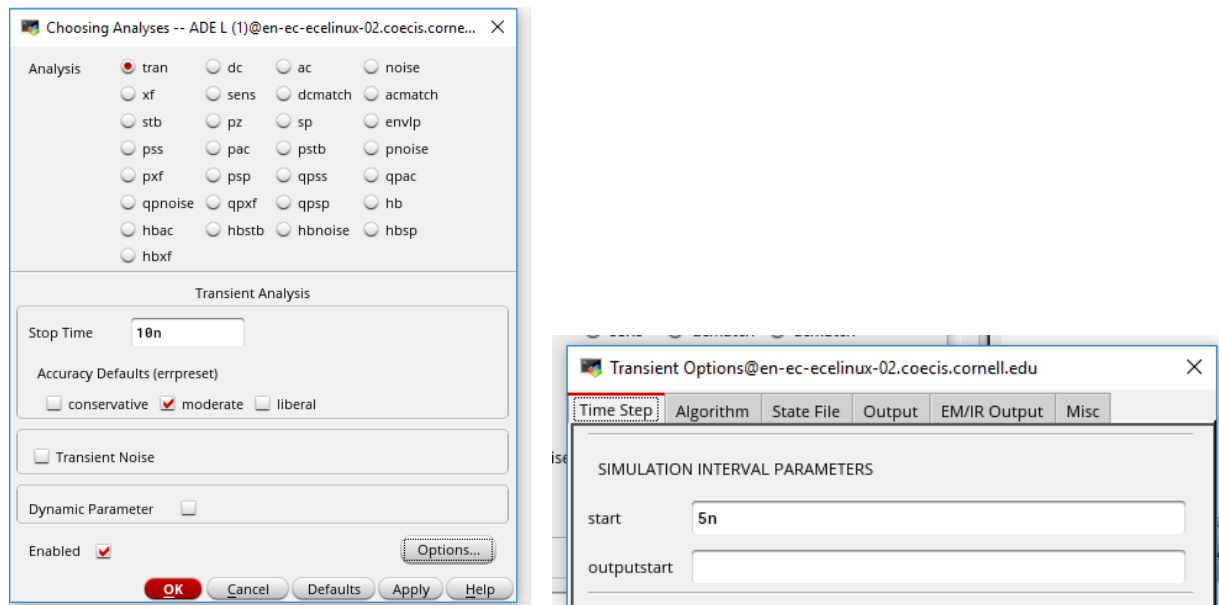 Choosing Analyses -- ADE L (1)@en-ec-ecelinux-02.coecis.corne...
Analysis tran dc ac noise
xf sens dcmatch acmatch
stb pz sp envlp
pss pac pstb pnoise
pxf psp qpss qpac
qpnoise qpxf qpsp hb
hbac hbstb hbnoise hbsp
hbxf
Transient Analysis
Stop Time 10n
Accuracy Defaults (errpreset)
conservative moderate liberal
Transient Noise
Dynamic Parameter
Enabled Options...
OK Cancel Defaults Apply Help
Transient Options@en-ec-ecelinux-02.coecis.cornell.edu
Time Step Algorithm State File Output EM/IR Output Misc
SIMULATION INTERVAL PARAMETERS
start 5n
outputstart